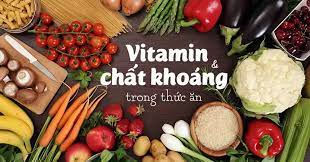 Vitamin
& chất khoáng
trong thức ăn